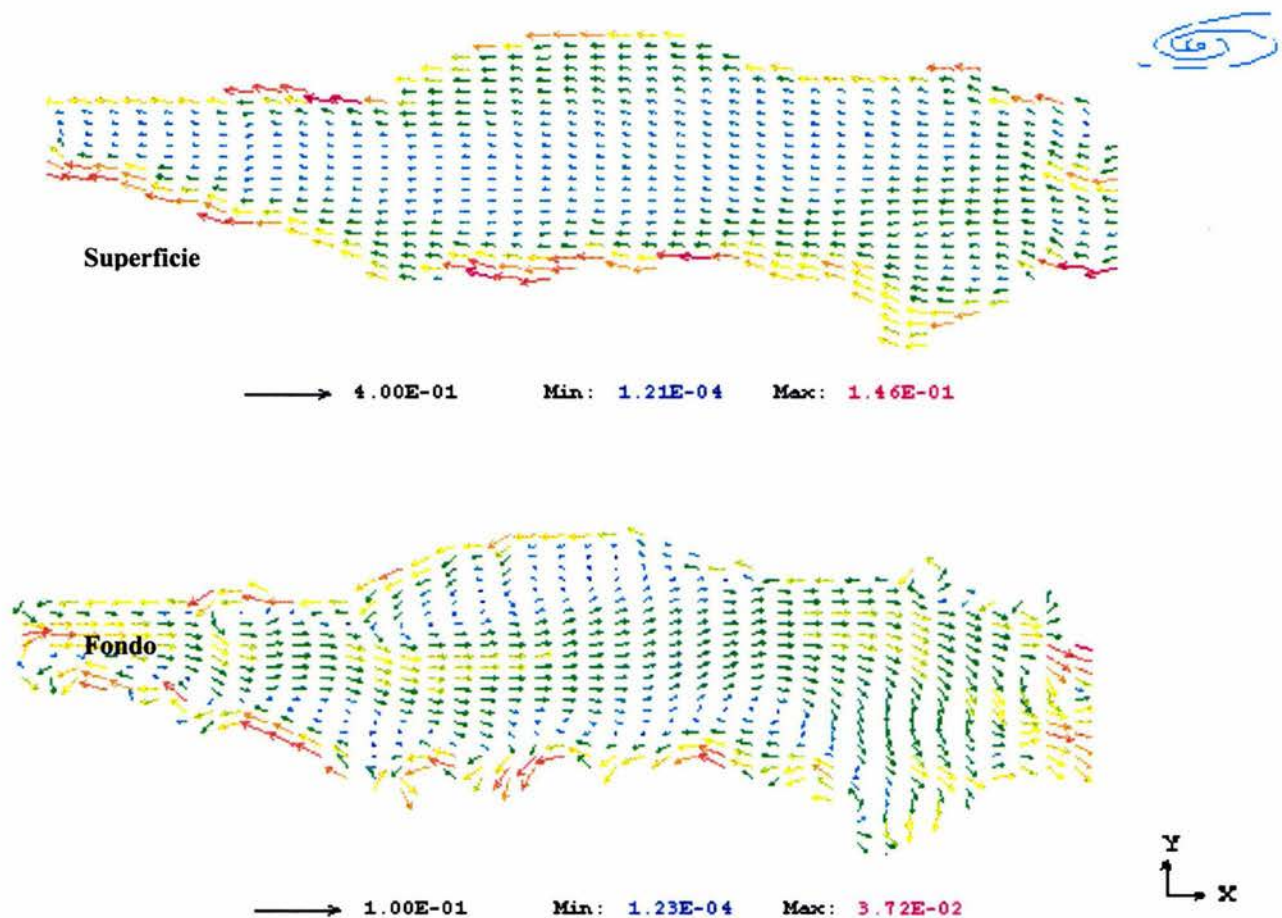 Superficie
4.00E-01 Min: 1.21E-04 Max: 1.46E-01
Fondo
1.00E-01 Min: 1.23E-04 Max: 3.72E-02
Y
X